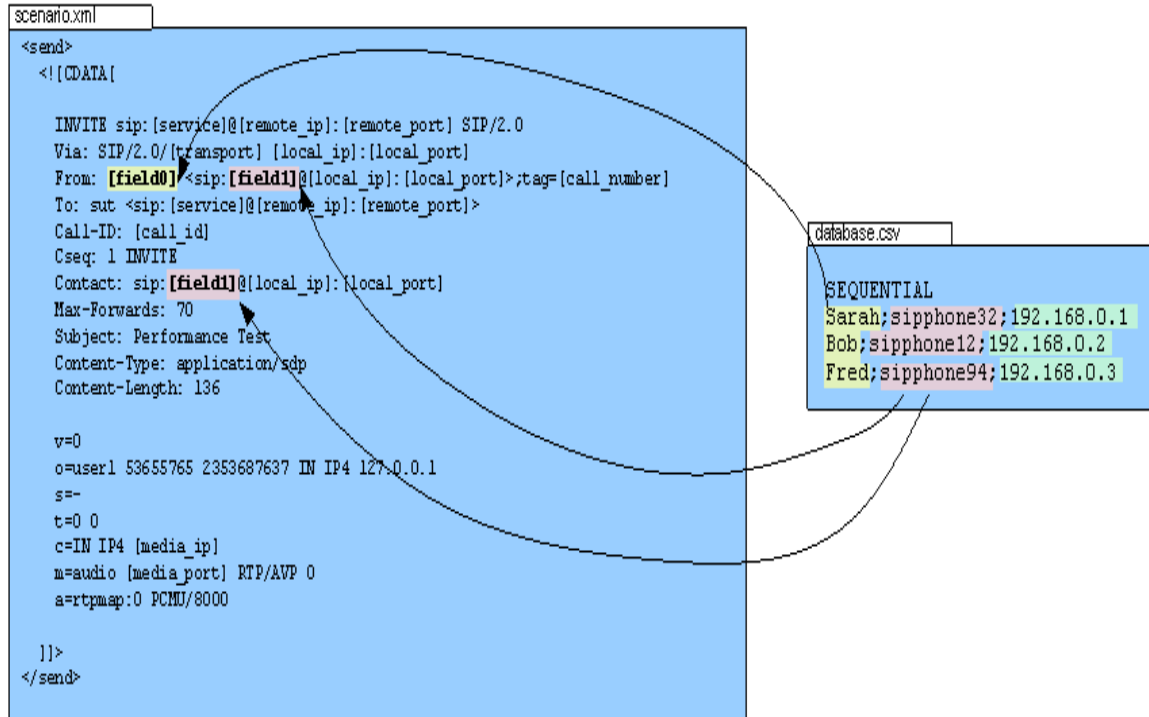 scenario.xml
<send>
<![CDATA[
INVITE sip:[service]@[remote_ip]:[remote_port] SIP/2.0
Via: SIP/2.0/[transport] [local_ip]:[local_port]
From: [field0] <sip:[field1]@[local_ip]:[local_port]>;tag=[call_number]
To: sut <sip:[service]@[remote_ip]:[remote_port]>
Call-ID: [call_id]
Cseq: 1 INVITE
Contact: sip:[field1]@[local_ip]:[local_port]
Max-Forwards: 70
Subject: Performance Test
Content-Type: application/sdp
Content-Length: 136
v=0
o=user1 53655765 2353687637 IN IP4 127.0.0.1
s=-
t=0 0
c=IN IP4 [media_ip]
m=audio [media_port] RTP/AVP 0
a=rtpmap:0 PCMU/8000
]]>
</send>
database.csv
SEQUENTIAL
Sarah;sipphone32;192.168.0.1
Bob;sipphone12;192.168.0.2
Fred;sipphone94;192.168.0.3